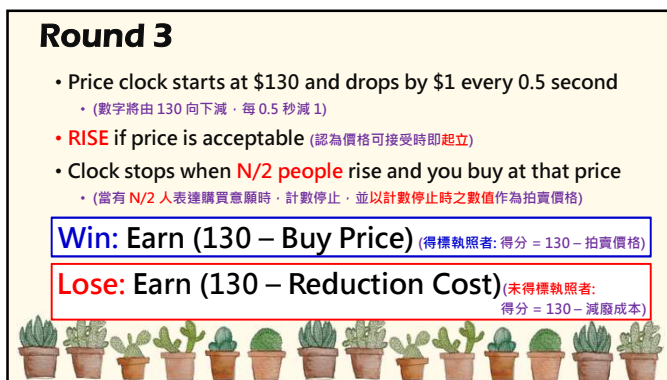 Round 3
• Price clock starts at $130 and drops by $1 every 0.5 second
• (數字將由 130 向下減，每 0.5 秒減 1)
• RISE if price is acceptable (認為價格可接受時即起立)
• Clock stops when N/2 people rise and you buy at that price
• (當有 N/2 人表達購買意願時，計數停止，並以計數停止時之數值作為拍賣價格)
Win: Earn (130 – Buy Price) (得標執照者: 得分 = 130 – 拍賣價格)
Lose: Earn (130 – Reduction Cost)(未得標執照者:
得分 = 130 – 減廢成本)